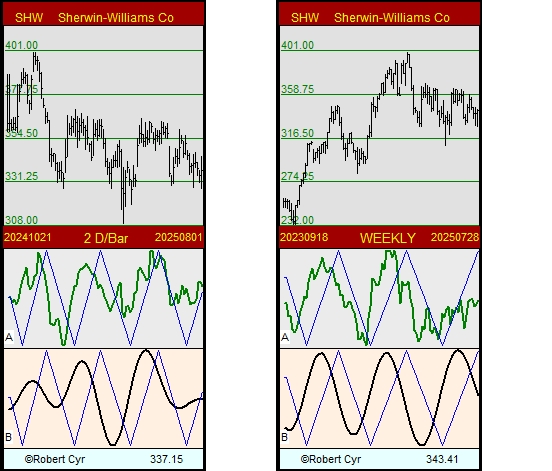 SHW Sherwin-Williams Co
401.00
354.50
331.25
308.00
20241021 2 D/Bar 20250801
A
B
©Robert Cyr 337.15
SHW Sherwin-Williams Co
401.00
358.75
316.50
274.25
232.00
20230918 WEEKLY 20250728
A
B
©Robert Cyr 343.41